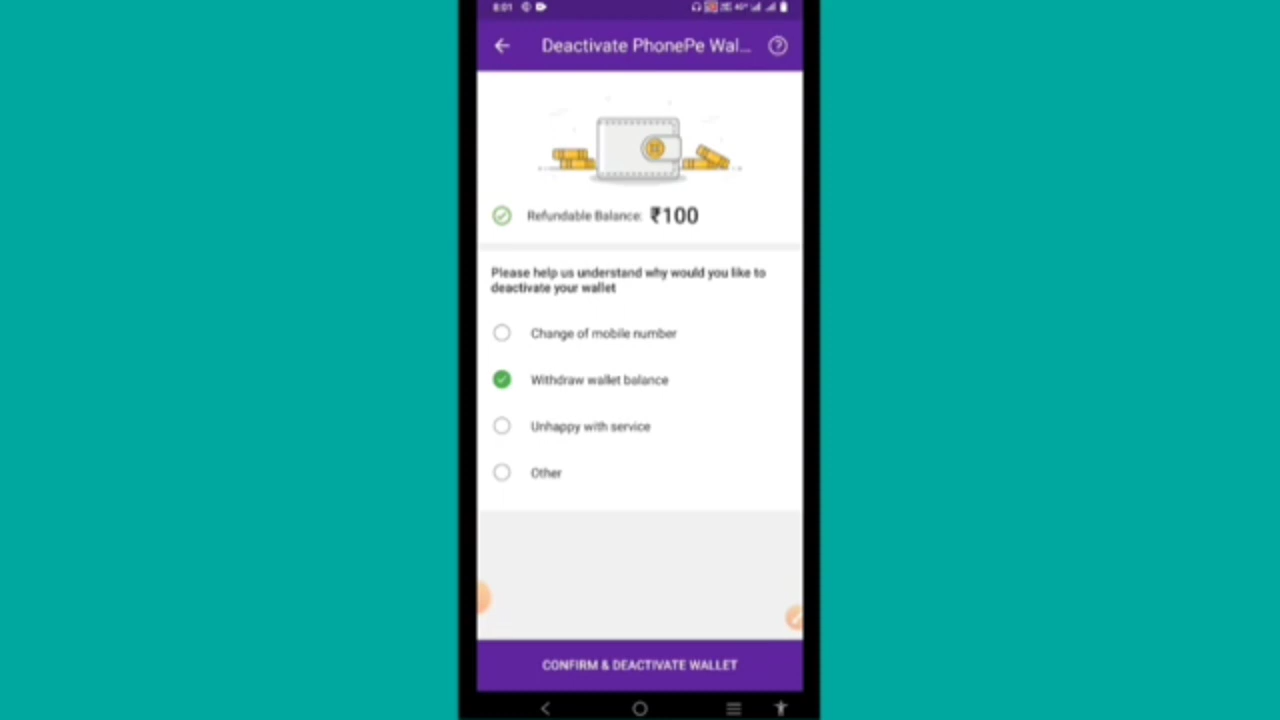 8:01
Deactivate PhonePe Wal...
Refundable Balance: ₹100
Please help us understand why would you like to
deactivate your wallet
Change of mobile number
Withdraw wallet balance
Unhappy with service
Other
CONFIRM & DEACTIVATE WALLET